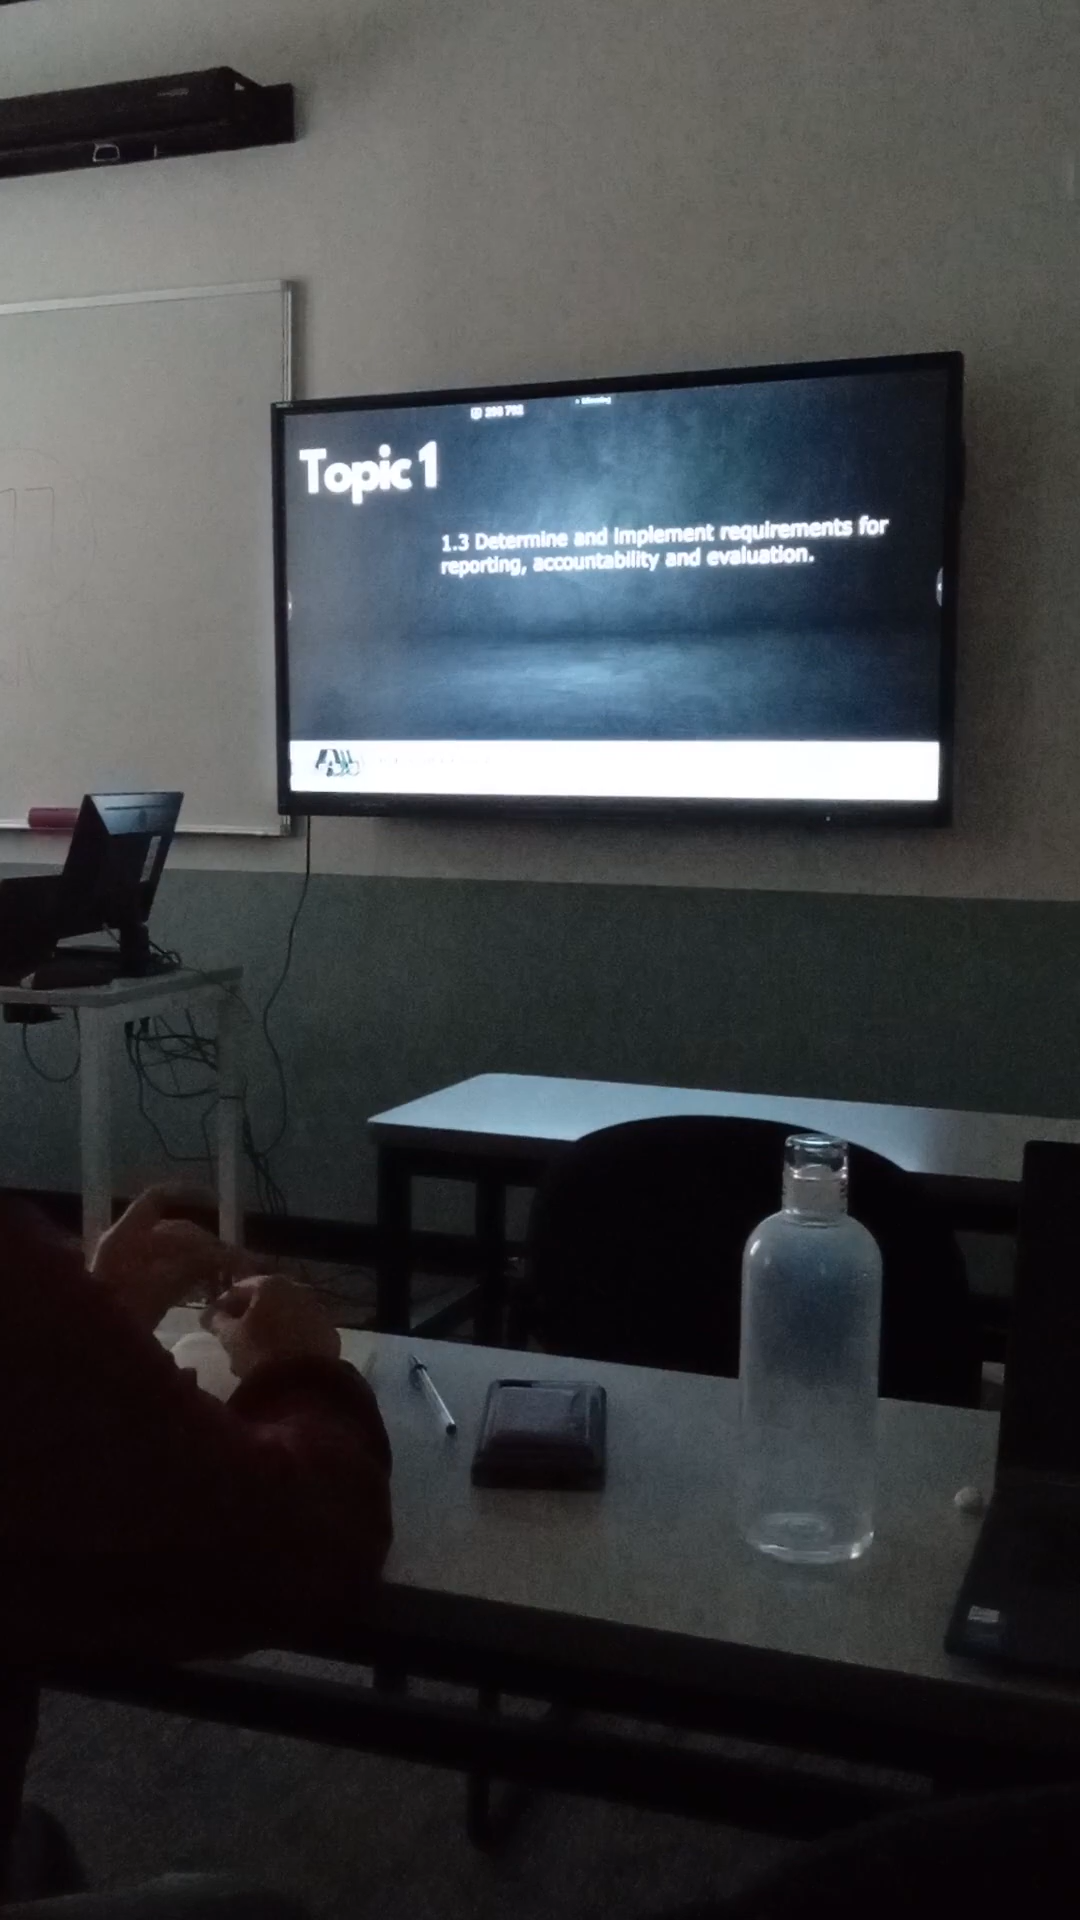 Topic 1
1.3 Determine and implement requirements for
reporting, accountability and evaluation.